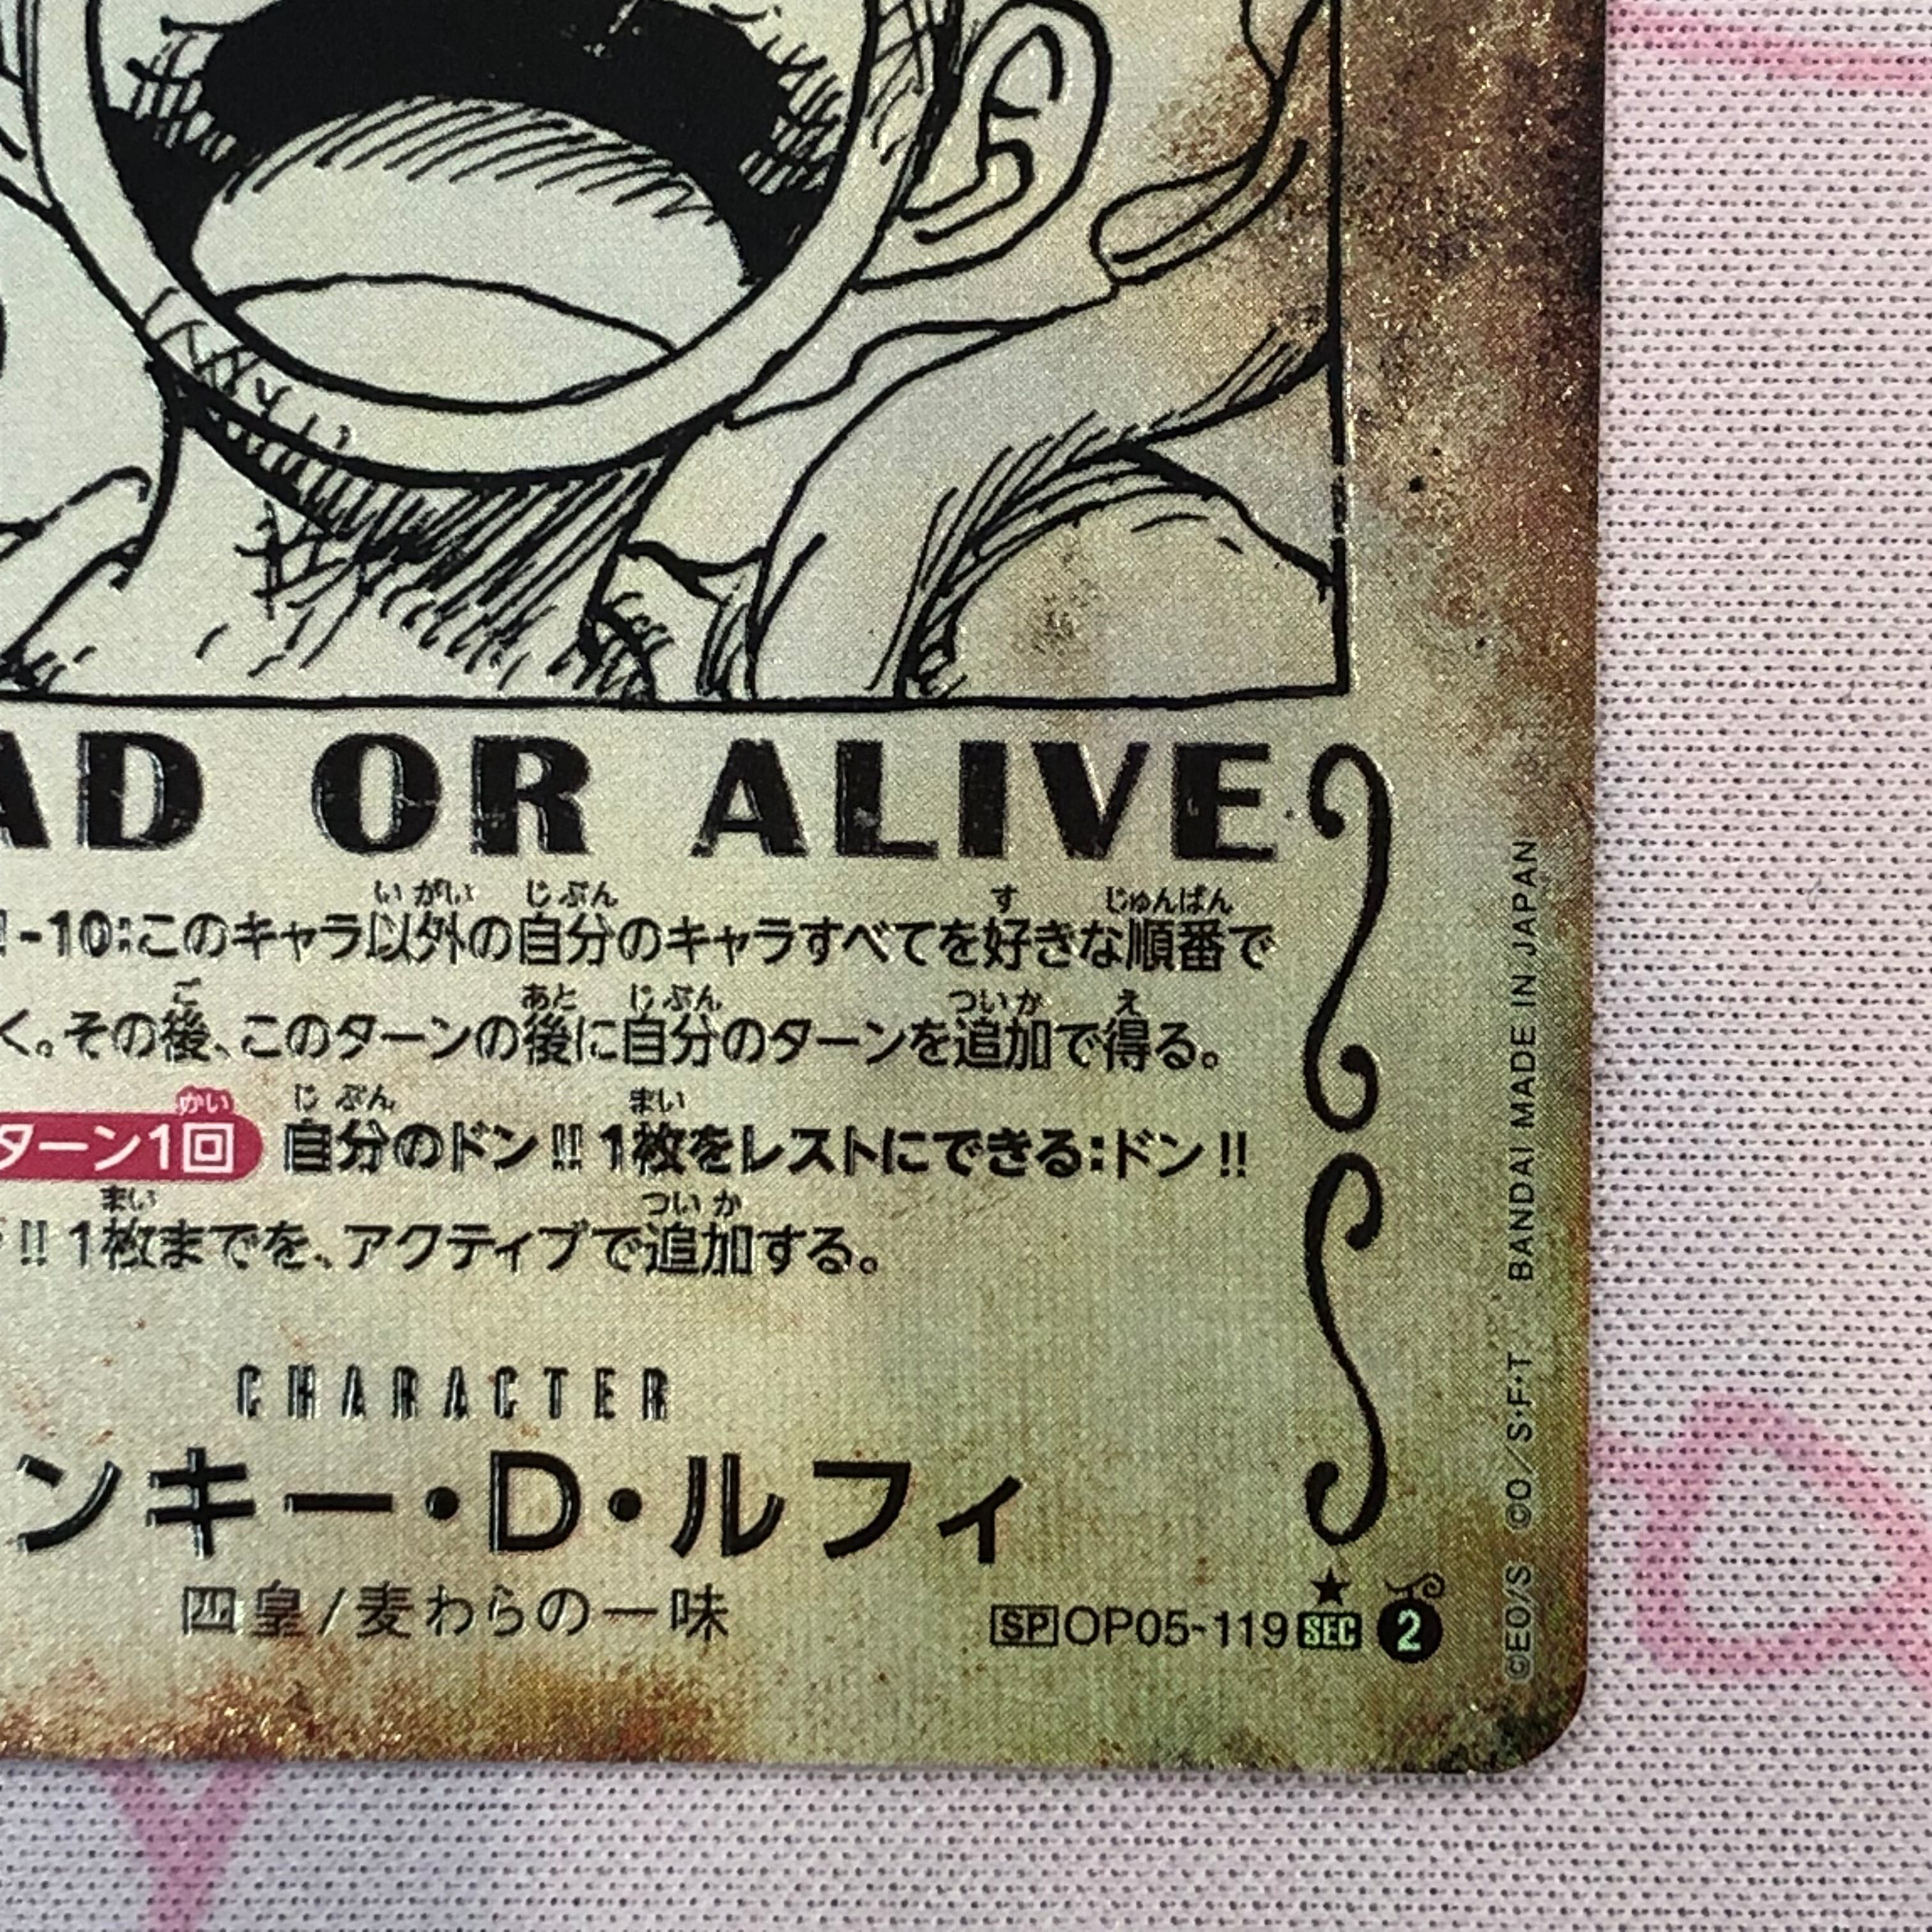 AD OR ALIVE
-10:このキャラ以外の自分のキャラすべてを好きな順番で
く。その後、このターンの後に自分のターンを追加で得る。
ターン1回 自分のドン!!1枚をレストにできる:ドン!!
!!1枚までを、アクティブで追加する。
CHARACTER
ンキー・D・ルフィ
四皇/麦わらの一味
SP OP05-119 SEC 2
©EO/S ©O/S・F・T BANDAI MADE IN JAPAN